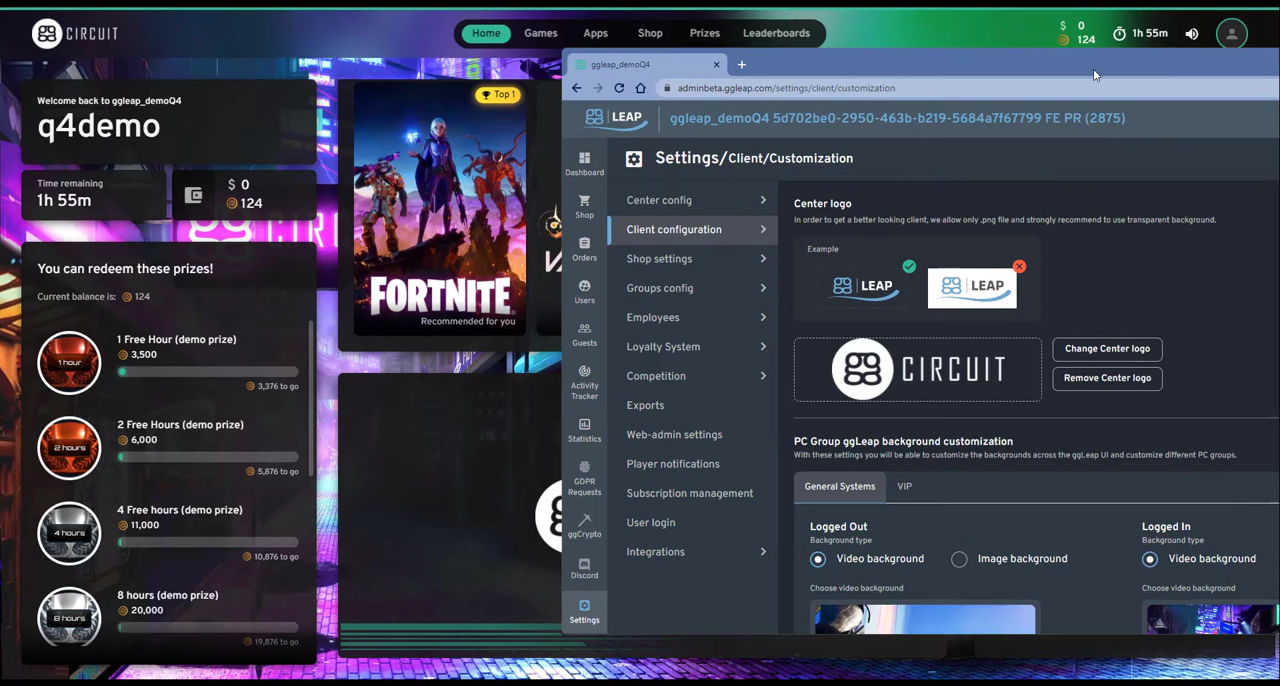 CIRCUIT
Home Games Apps Shop Prizes Leaderboards
$ 0
124
1h 55m
Welcome back to ggleap_demoQ4
q4demo
Time remaining
1h 55m
$ 0
124
You can redeem these prizes!
Current balance is: 124
1 hour
1 Free Hour (demo prize)
3,500
3,376 to go
2 hours
2 Free Hours (demo prize)
6,000
5,876 to go
4 hours
4 Free hours (demo prize)
11,000
10,876 to go
8 hours
8 hours (demo prize)
20,000
19,876 to go
Top 1
FORTNITE
Recommended for you
ggleap_demoQ4
adminbeta.ggleap.com/settings/client/customization
LEAP
ggleap_demoQ4 5d702be0-2950-463b-b219-5684a7f67799 FE PR (2875)
Dashboard
Shop
Orders
Users
Guests
Activity
Tracker
Statistics
GDPR
Requests
ggCrypto
Discord
Settings
Settings/Client/Customization
Center config
Client configuration
Shop settings
Groups config
Employees
Loyalty System
Competition
Exports
Web-admin settings
Player notifications
Subscription management
User login
Integrations
Center logo
In order to get a better looking client, we allow only .png file and strongly recommend to use transparent background.
Example
LEAP
LEAP
CIRCUIT
Change Center logo
Remove Center logo
PC Group ggLeap background customization
With these settings you will be able to customize the backgrounds across the ggLeap UI and customize different PC groups.
General Systems VIP
Logged Out
Background type
Video background Image background
Choose video background
Logged In
Background type
Video background
Choose video background